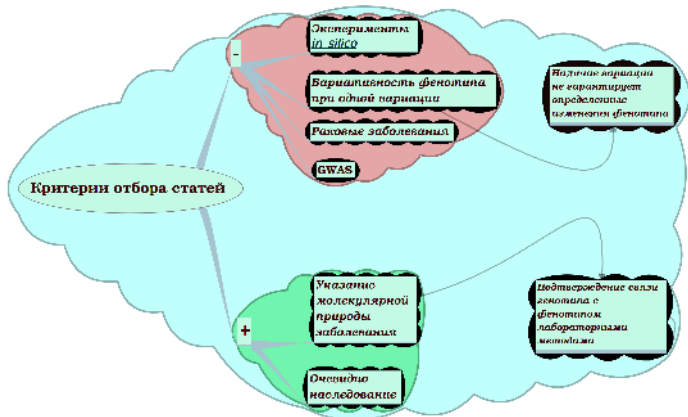 Критерии отбора статей
-
Эксперименты
in silico
Вариативность фенотипа
при одной вариации
Раковые заболевания
GWAS
Наличие вариации
не гарантирует
определенные
изменения фенотипа
+
Указание
молекулярной
природы
заболевания
Очевидно
наследование
Подтверждение связи
генотипа с
фенотипом
лабораторными
методами